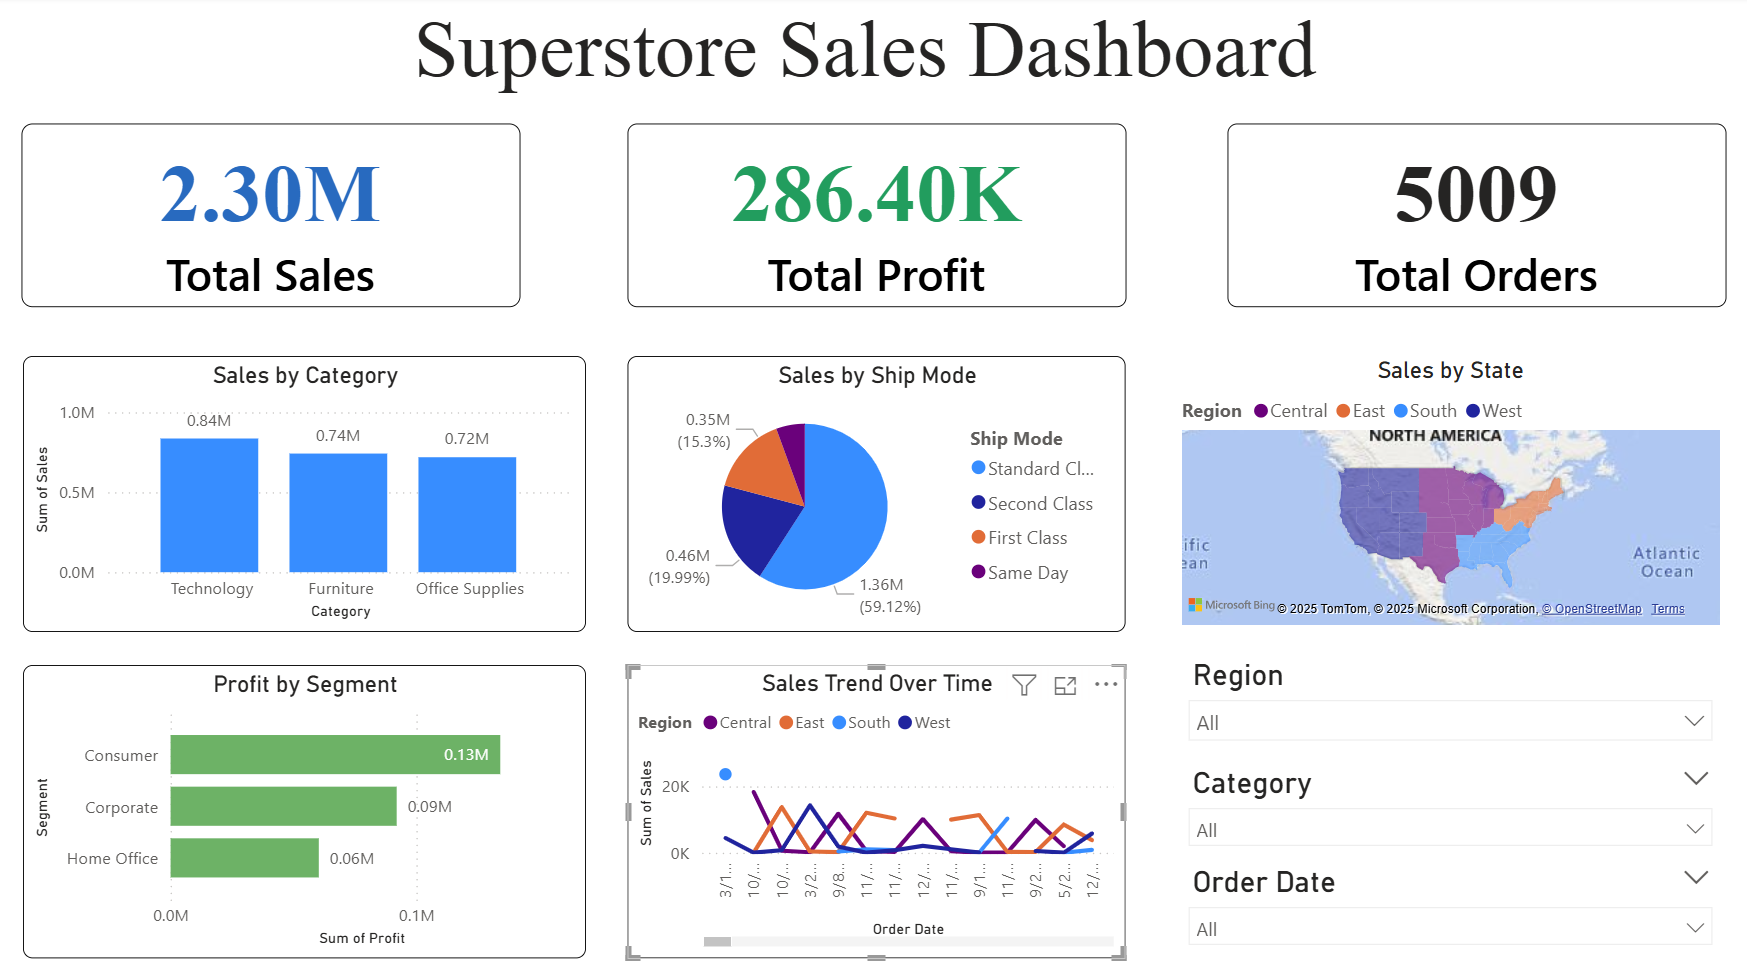 Superstore Sales Dashboard
2.30M
Total Sales
286.40K
Total Profit
5009
Total Orders
Sales by Category
Sum of Sales
1.0M
0.5M
0.0M
0.84M
0.74M
0.72M
Technology
Furniture
Office Supplies
Category
Sales by Ship Mode
0.35M
(15.3%)
0.46M
(19.99%)
1.36M
(59.12%)
Ship Mode
Standard Cl...
Second Class
First Class
Same Day
Sales by State
Region Central East South West
NORTH AMERICA
ific
ean
Atlantic
Ocean
Microsoft Bing
© 2025 TomTom, © 2025 Microsoft Corporation, © OpenStreetMap Terms
Profit by Segment
Segment
Consumer
0.13M
Corporate
0.09M
Home Office
0.06M
0.0M
0.1M
Sum of Profit
Sales Trend Over Time
Region Central East South West
Sum of Sales
20K
0K
3/1...
10/...
10/...
3/2...
9/8...
11/...
11/...
12/...
11/...
9/1...
11/...
9/2...
5/2...
12/...
Order Date
Region
All
Category
All
Order Date
All